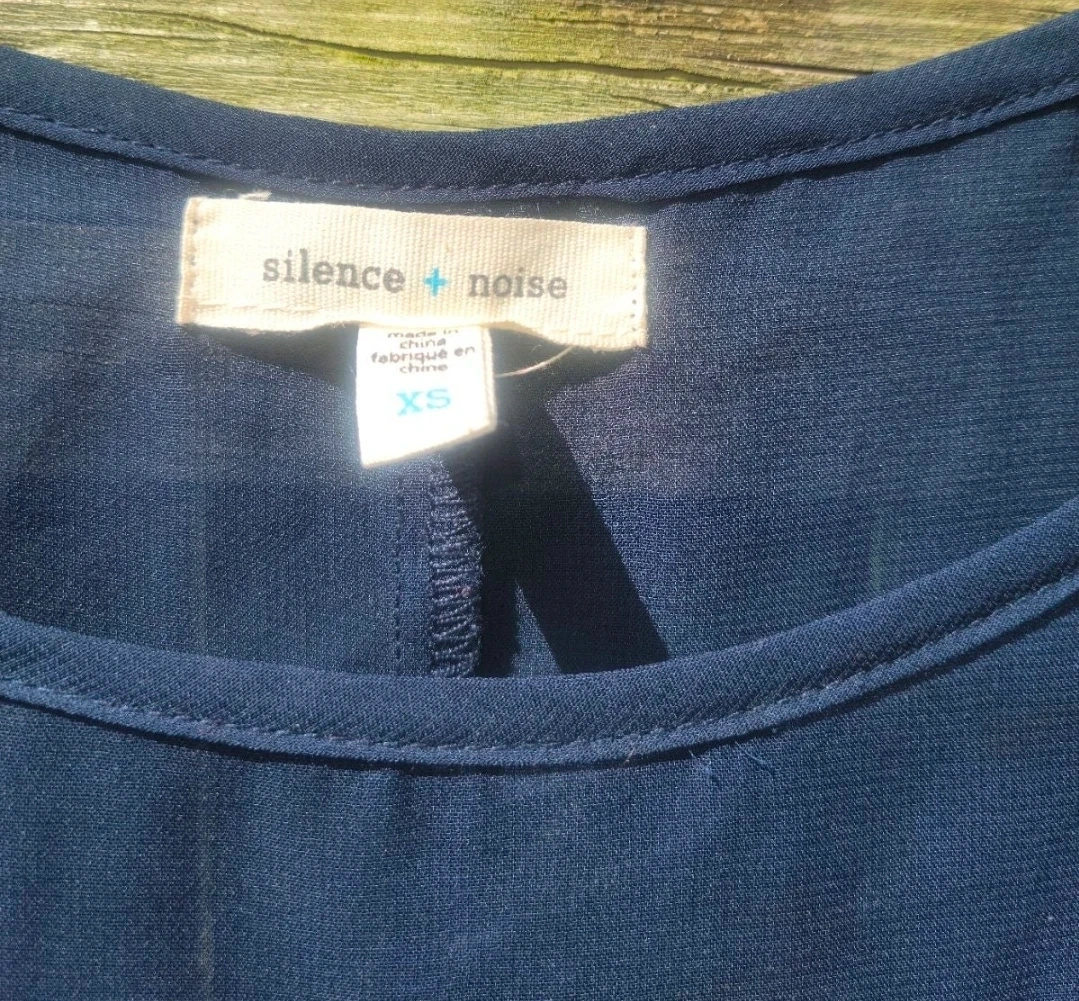 silence + noise
made in
china
fabriqué en
chine
XS